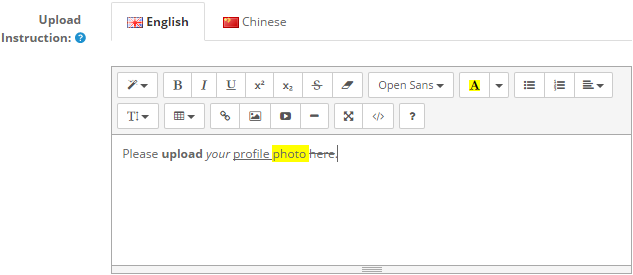 Upload
Instruction: ?
English
Chinese
B I U x² x₂ S Open Sans A
TI </> ?
Please upload your profile photo here.